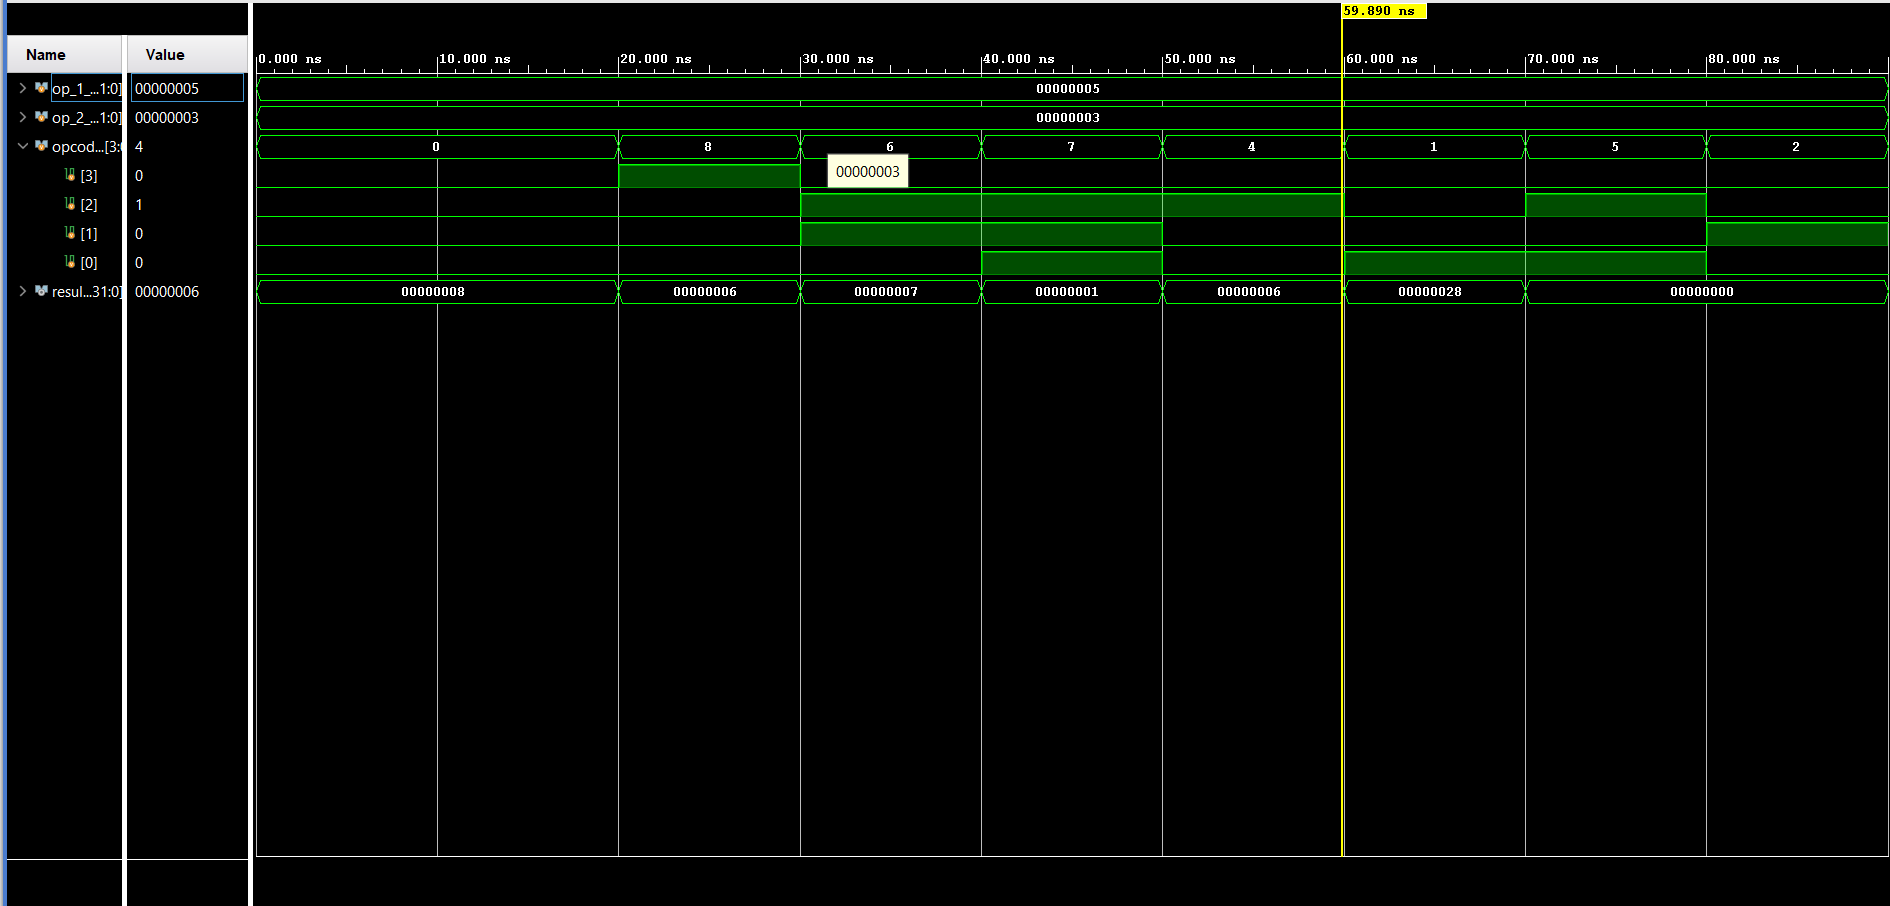 59.890 ns
Name Value
0.000 ns 10.000 ns 20.000 ns 30.000 ns 40.000 ns 50.000 ns 60.000 ns 70.000 ns 80.000 ns
op_1_...1:0] 00000005 00000005
op_2_...1:0] 00000003 00000003
opcod...[3:0 4 0 8 6 7 4 1 5 2
[3] 0 00000003
[2] 1
[1] 0
[0] 0
resul...31:0] 00000006 00000008 00000006 00000007 00000001 00000006 00000028 00000000